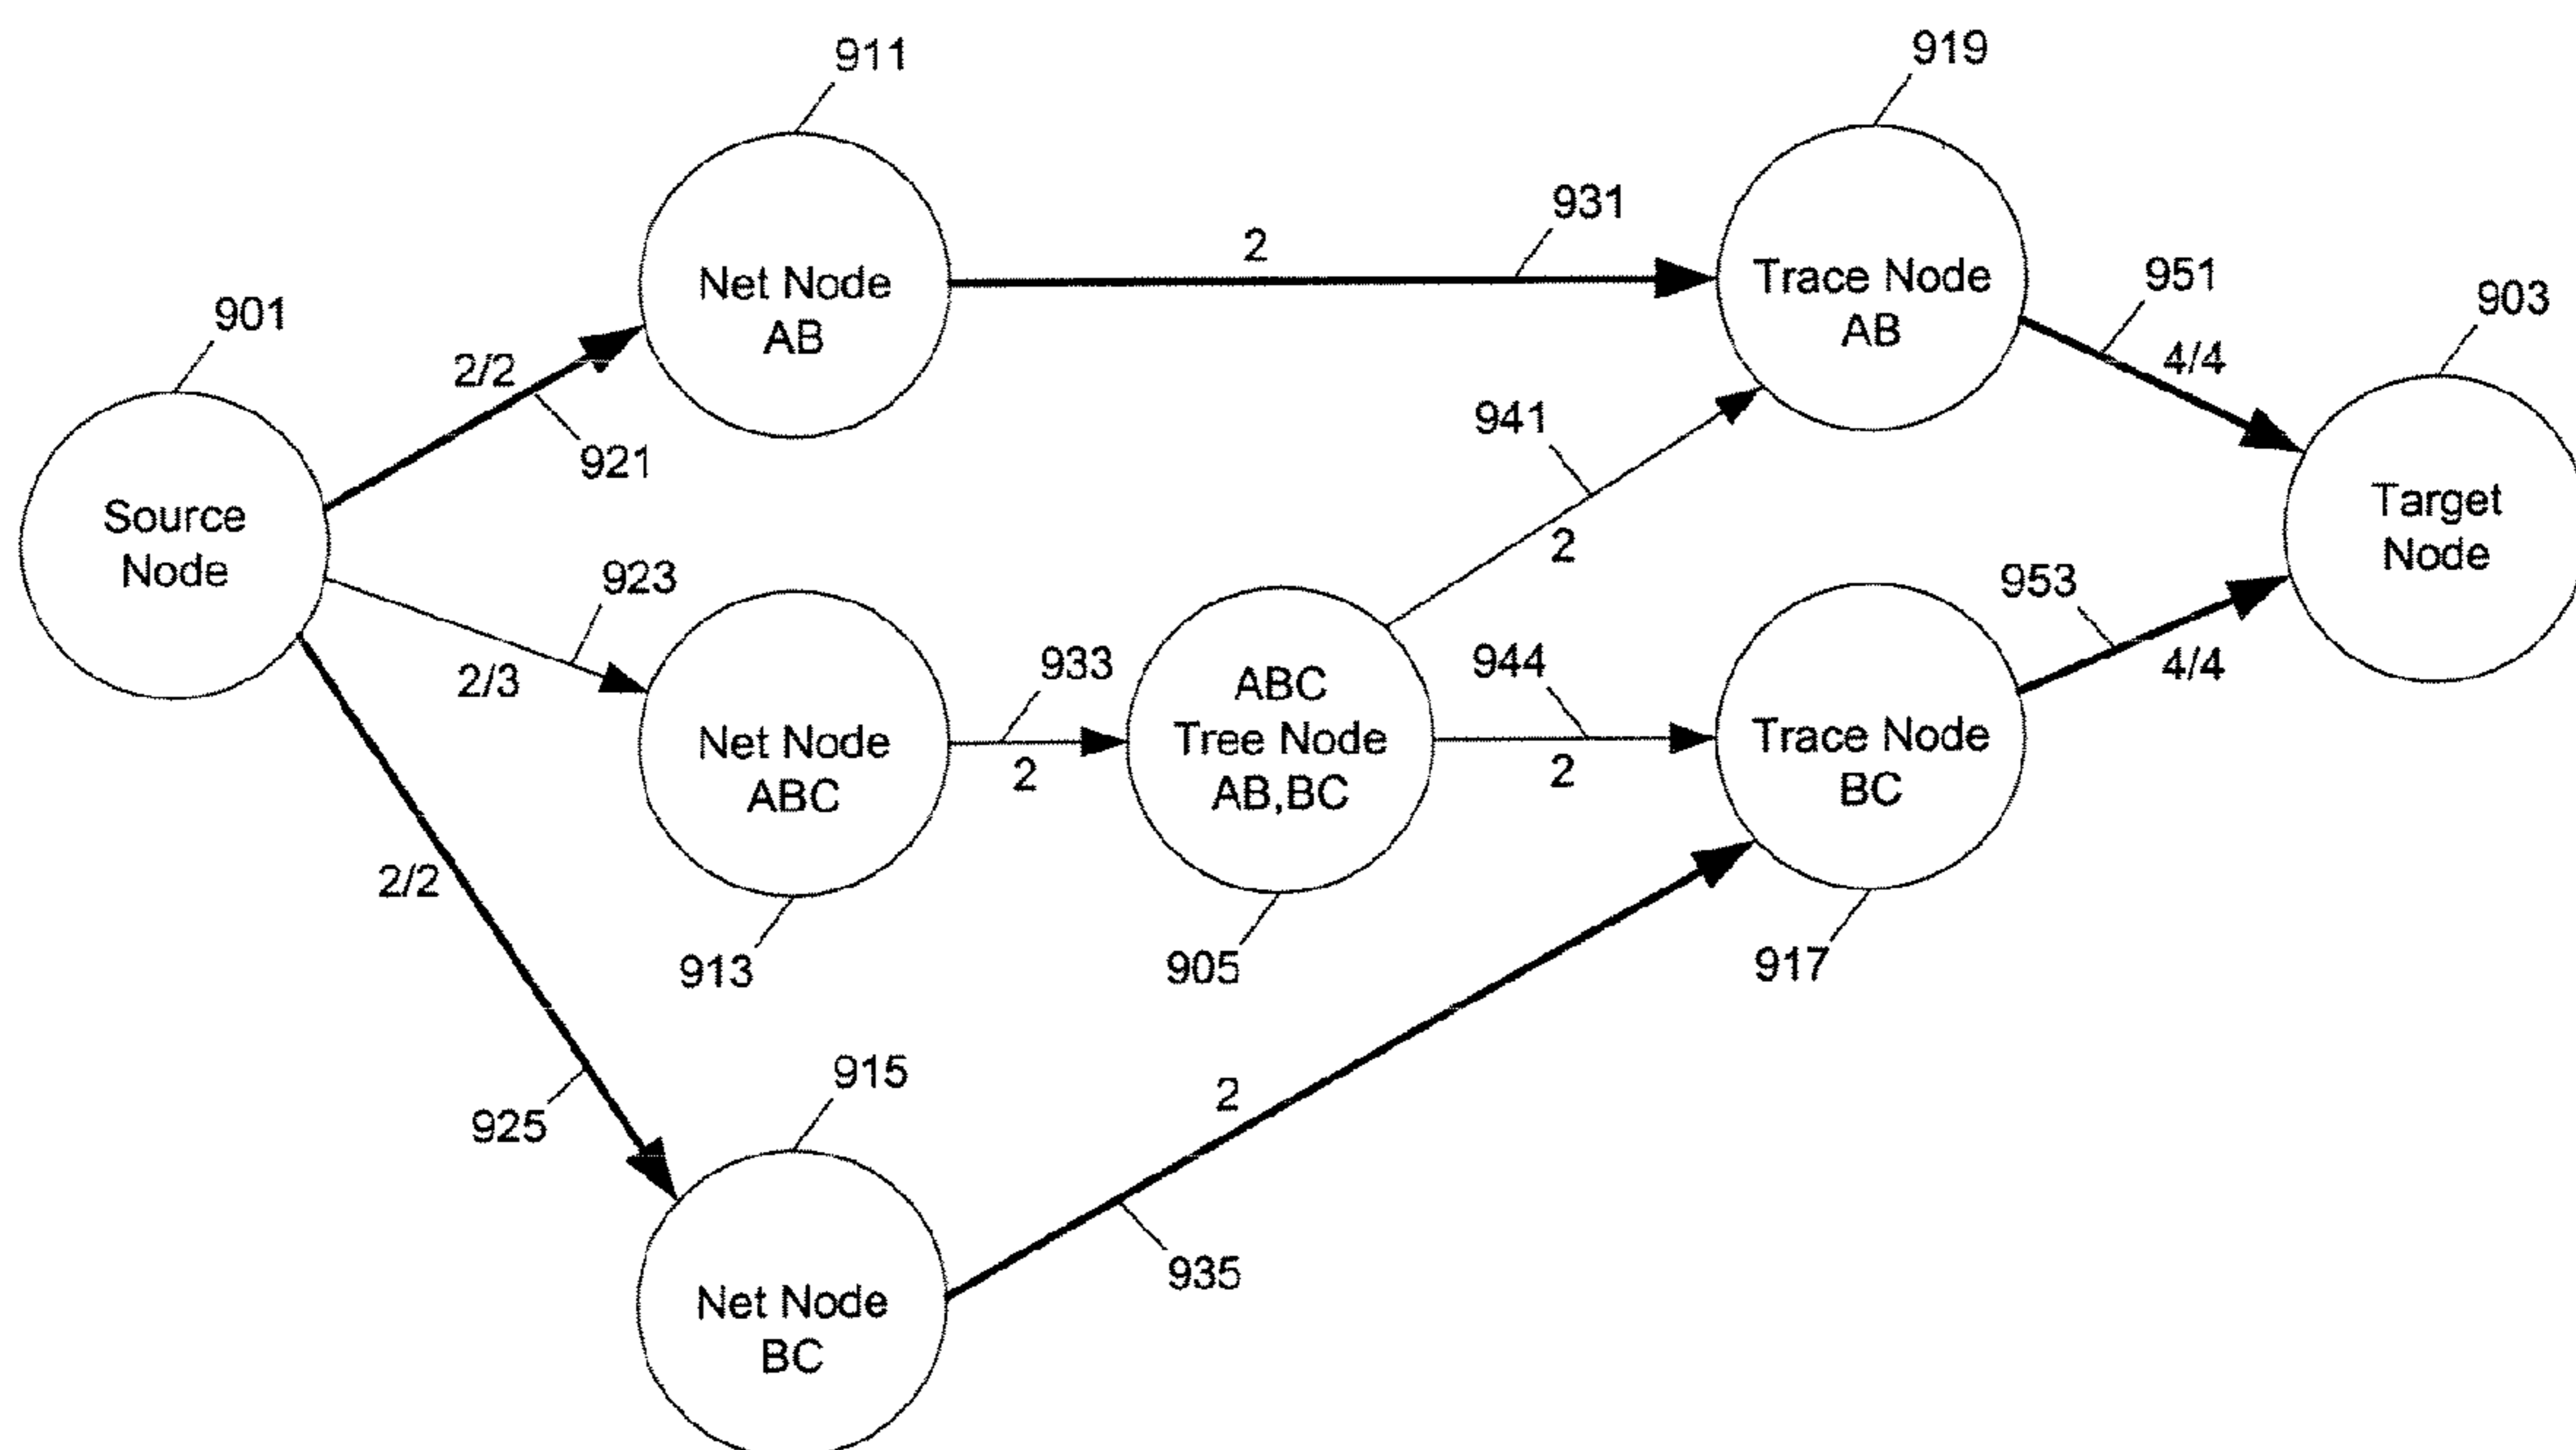 911
919
901
Net Node
AB
2
931
Trace Node
AB
951
4/4
903
2/2
921
Source
Node
923
2/3
941
2
Target
Node
953
4/4
Net Node
ABC
933
2
ABC
Tree Node
AB,BC
944
2
Trace Node
BC
2/2
913
905
917
925
915
2
935
Net Node
BC